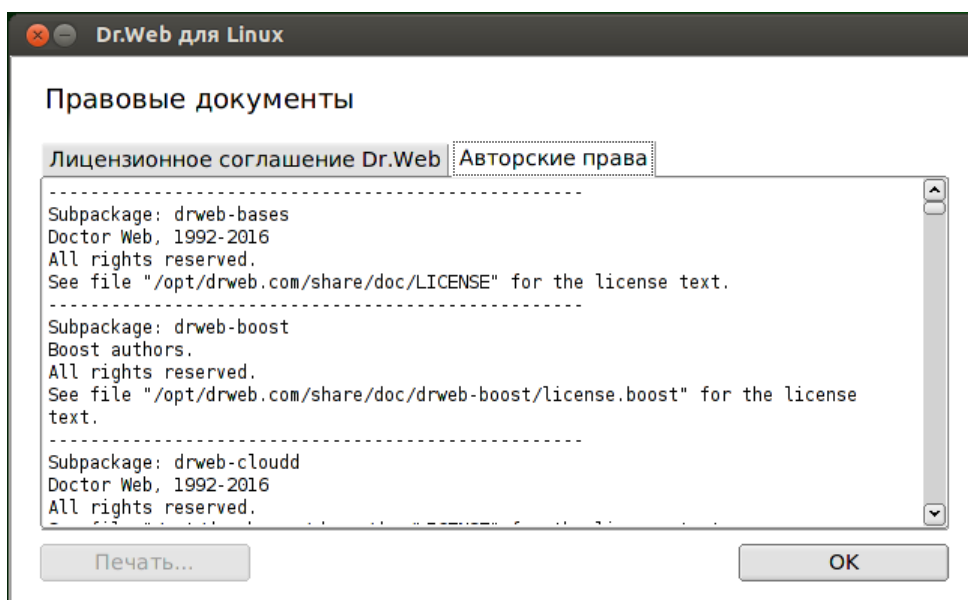 Dr.Web для Linux
Правовые документы
Лицензионное соглашение Dr.Web Авторские права
---------------------------------------------------
Subpackage: drweb-bases
Doctor Web, 1992-2016
All rights reserved.
See file "/opt/drweb.com/share/doc/LICENSE" for the license text.
---------------------------------------------------
Subpackage: drweb-boost
Boost authors.
All rights reserved.
See file "/opt/drweb.com/share/doc/drweb-boost/license.boost" for the license
text.
---------------------------------------------------
Subpackage: drweb-cloudd
Doctor Web, 1992-2016
All rights reserved.
Печать... OK